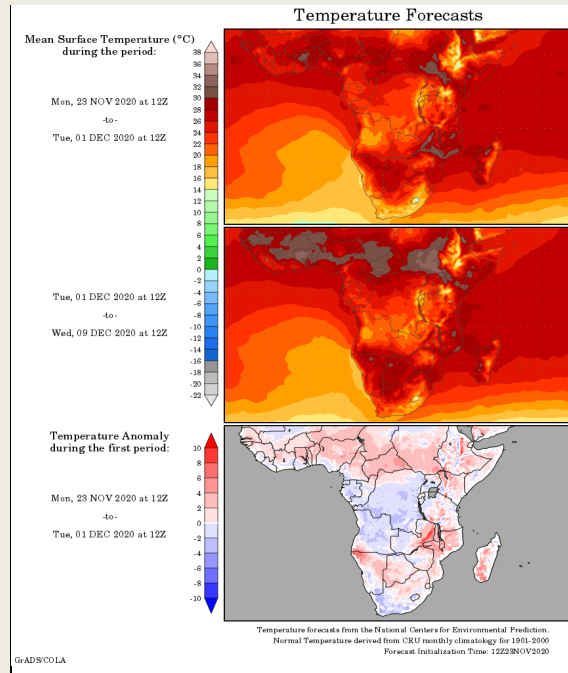 Temperature Forecasts
Mean Surface Temperature (°C)
during the period:
Mon, 23 NOV 2020 at 12Z
-to-
Tue, 01 DEC 2020 at 12Z
38
36
34
32
30
28
26
24
22
20
18
16
14
12
10
8
6
4
2
0
-2
-4
-6
-8
-10
-12
-14
-16
-18
-20
-22
Tue, 01 DEC 2020 at 12Z
-to-
Wed, 09 DEC 2020 at 12Z
Temperature Anomaly
during the first period:
Mon, 23 NOV 2020 at 12Z
-to-
Tue, 01 DEC 2020 at 12Z
10
8
6
4
2
0
-2
-4
-6
-8
-10
Temperature forecasts from the National Centers for Environmental Prediction.
Normal Temperature derived from CRU monthly climatology for 1901-2000
Forecast Initialization Time: 12Z23NOV2020
GrADS/COLA